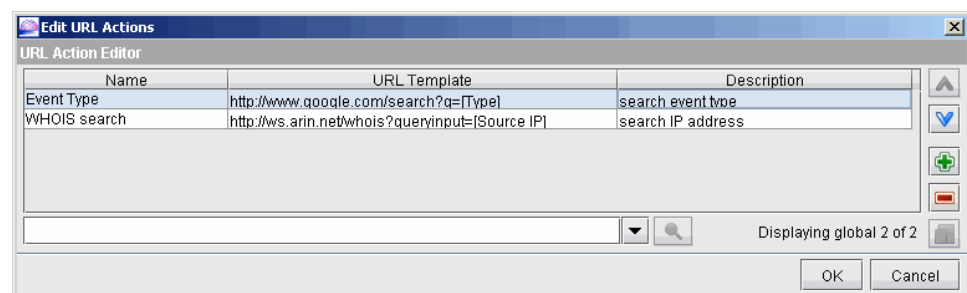 Edit URL Actions
URL Action Editor
Name URL Template Description
Event Type http://www.google.com/search?q=[Type] search event type
WHOIS search http://ws.arin.net/whois?queryinput=[Source IP] search IP address
Displaying global 2 of 2
OK Cancel